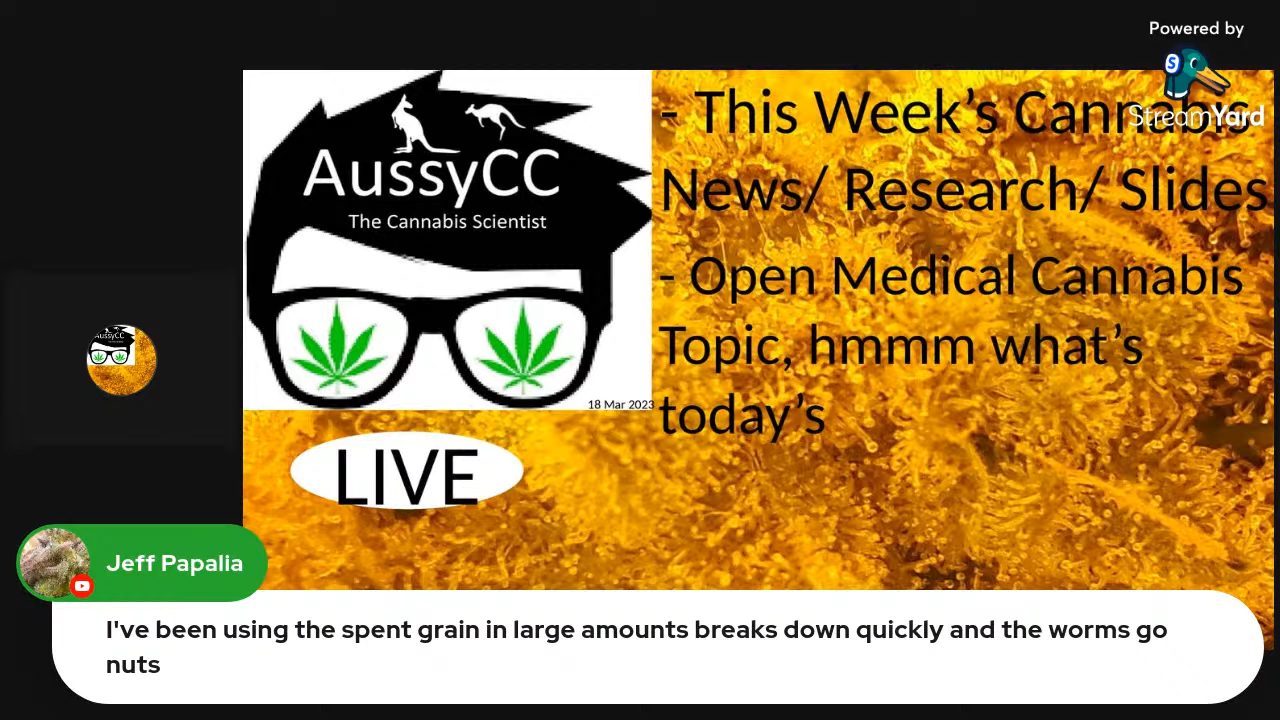 Powered by
StreamYard
AussyCC
The Cannabis Scientist
18 Mar 2023
- This Week’s Cannabis
News/ Research/ Slides
- Open Medical Cannabis
Topic, hmmm what’s
today’s
LIVE
AussyCC
Jeff Papalia
I've been using the spent grain in large amounts breaks down quickly and the worms go
nuts